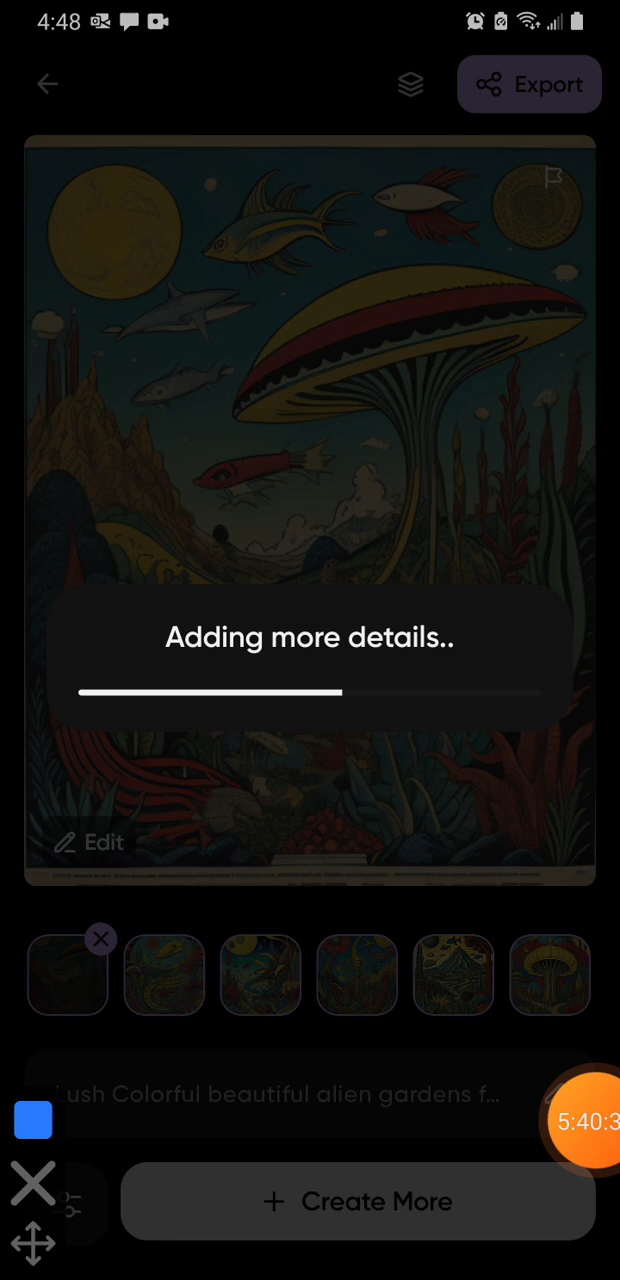 4:48
Export
Adding more details..
Edit
ush Colorful beautiful alien gardens f...
5:40:3
Create More